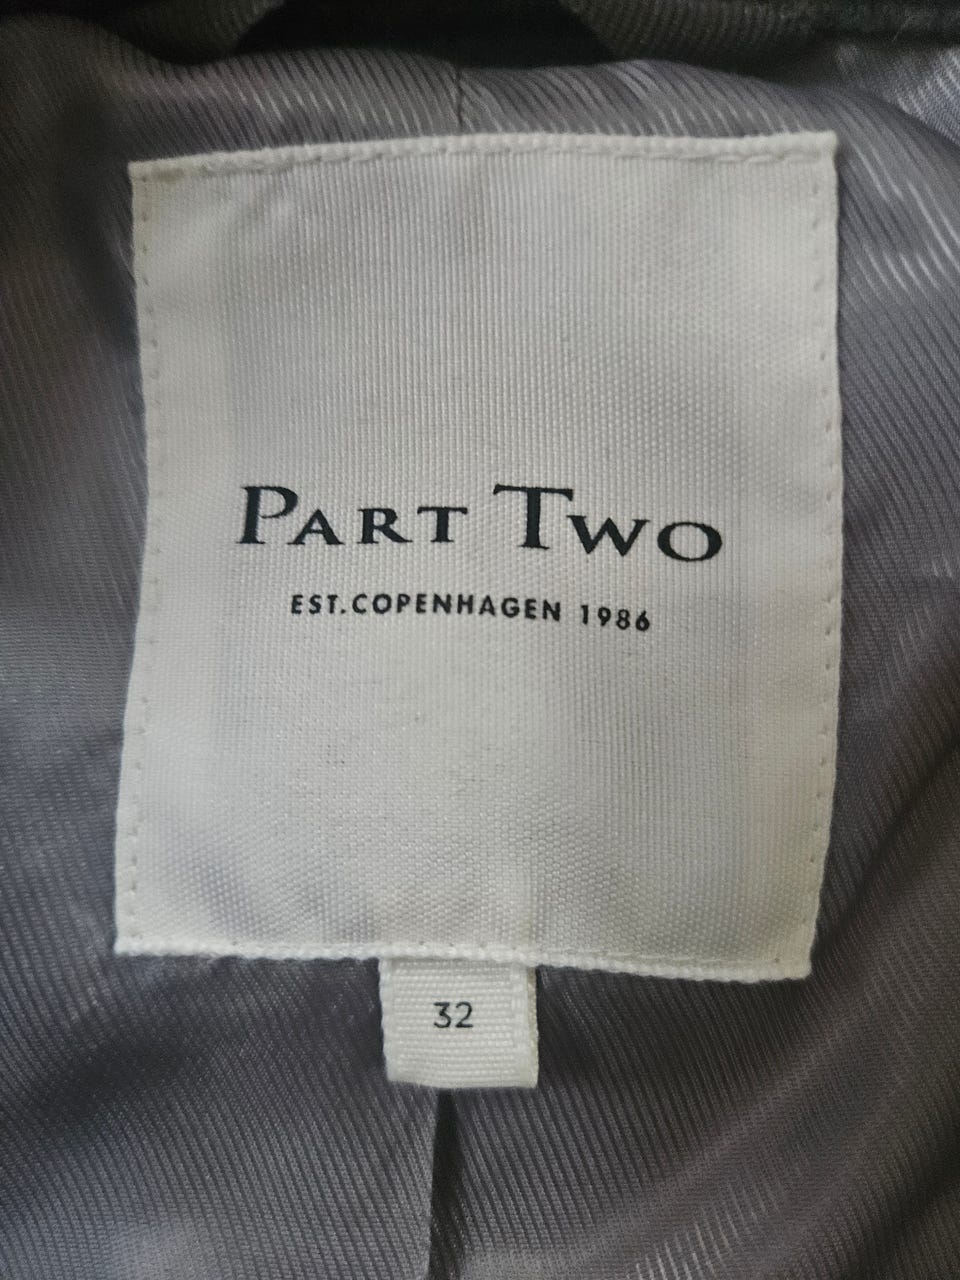 PART TWO
EST.COPENHAGEN 1986
32